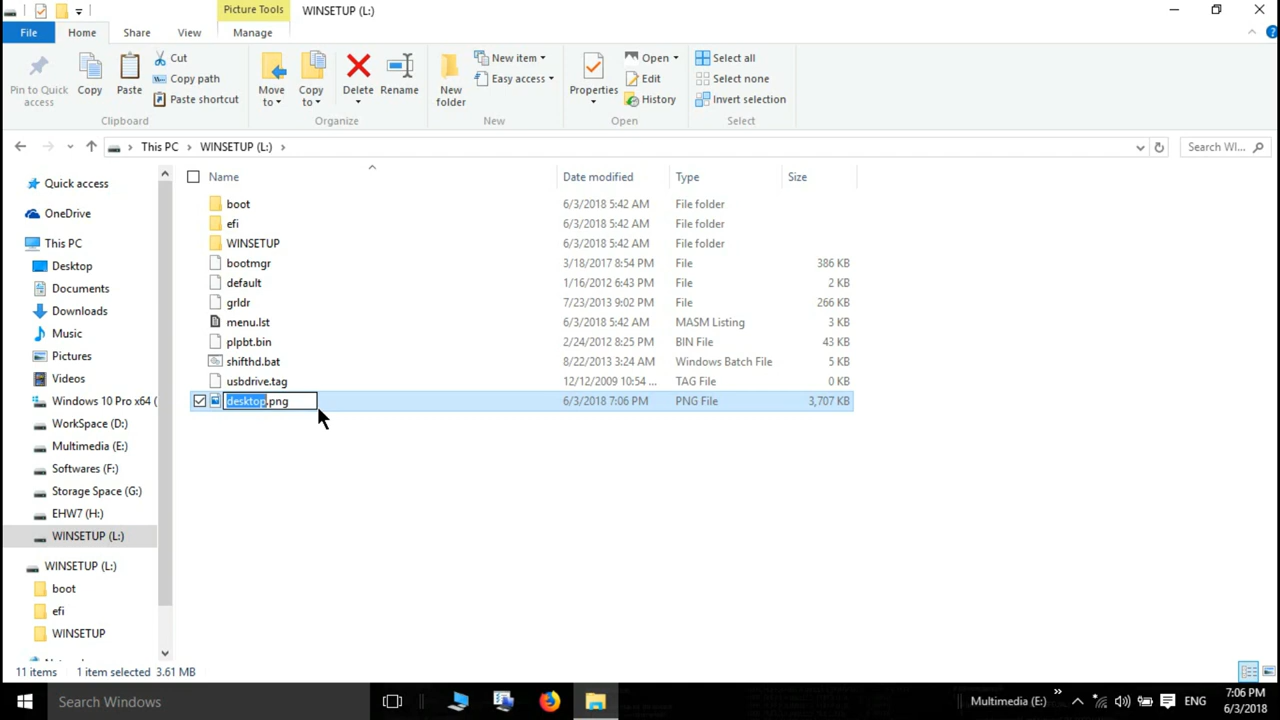 Picture Tools WINSETUP (L:)
File Home Share View Manage
Pin to Quick access
Copy
Paste
Cut
Copy path
Paste shortcut
Clipboard
Move to
Copy to
Delete
Rename
Organize
New folder
New item
Easy access
New
Properties
Open
Edit
History
Open
Select all
Select none
Invert selection
Select
This PC > WINSETUP (L:) >
Search WI...
Quick access
OneDrive
This PC
Desktop
Documents
Downloads
Music
Pictures
Videos
Windows 10 Pro x64 (
WorkSpace (D:)
Multimedia (E:)
Softwares (F:)
Storage Space (G:)
EHW7 (H:)
WINSETUP (L:)
WINSETUP (L:)
boot
efi
WINSETUP
Name Date modified Type Size
boot 6/3/2018 5:42 AM File folder
efi 6/3/2018 5:42 AM File folder
WINSETUP 6/3/2018 5:42 AM File folder
bootmgr 3/18/2017 8:54 PM File 386 KB
default 1/16/2012 6:43 PM File 2 KB
grldr 7/23/2013 9:02 PM File 266 KB
menu.lst 6/3/2018 5:42 AM MASM Listing 3 KB
plpbt.bin 2/24/2012 8:25 PM BIN File 43 KB
shifthd.bat 8/22/2013 3:24 AM Windows Batch File 5 KB
usbdrive.tag 12/12/2009 10:54 ... TAG File 0 KB
desktop.png 6/3/2018 7:06 PM PNG File 3,707 KB
11 items 1 item selected 3.61 MB
Search Windows
Multimedia (E:)
ENG
7:06 PM
6/3/2018